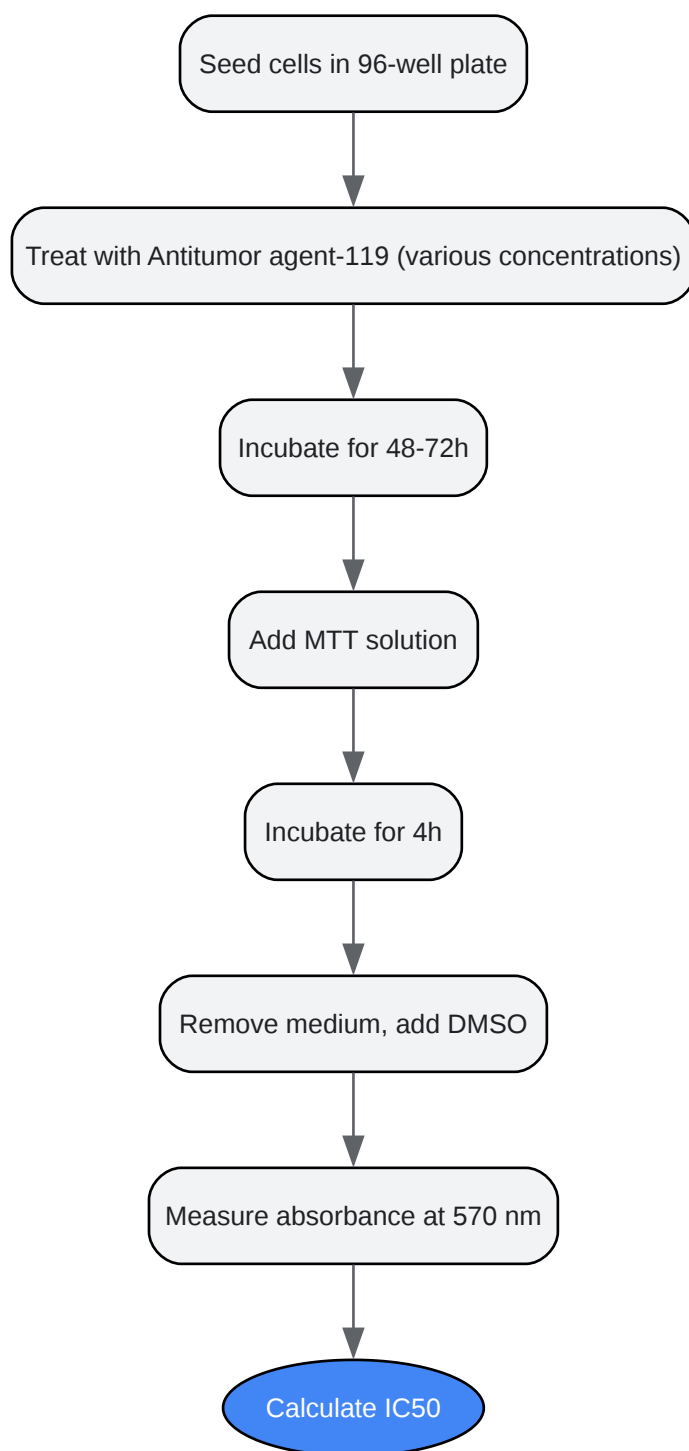 Seed cells in 96-well plate
Treat with Antitumor agent-119 (various concentrations)
Incubate for 48-72h
Add MTT solution
Incubate for 4h
Remove medium, add DMSO
Measure absorbance at 570 nm
Calculate IC50